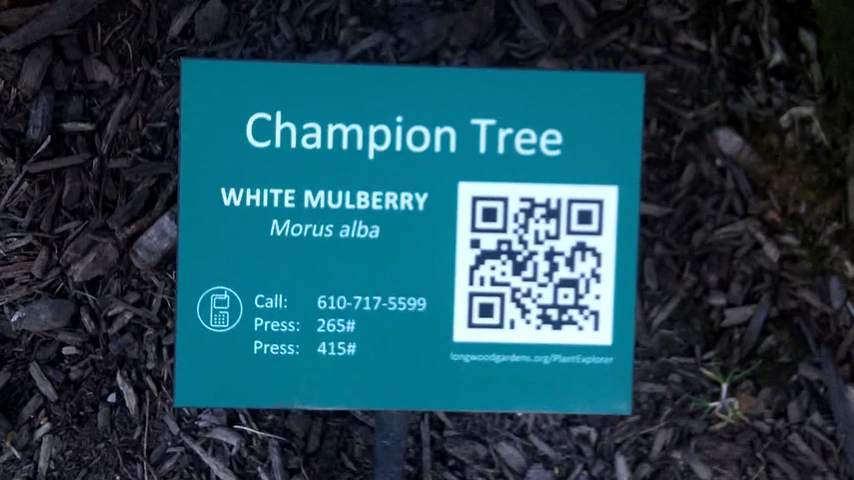 Champion Tree
WHITE MULBERRY
Morus alba
Call: 610-717-5599
Press: 265#
Press: 415#
longwoodgardens.org/PlantExplorer